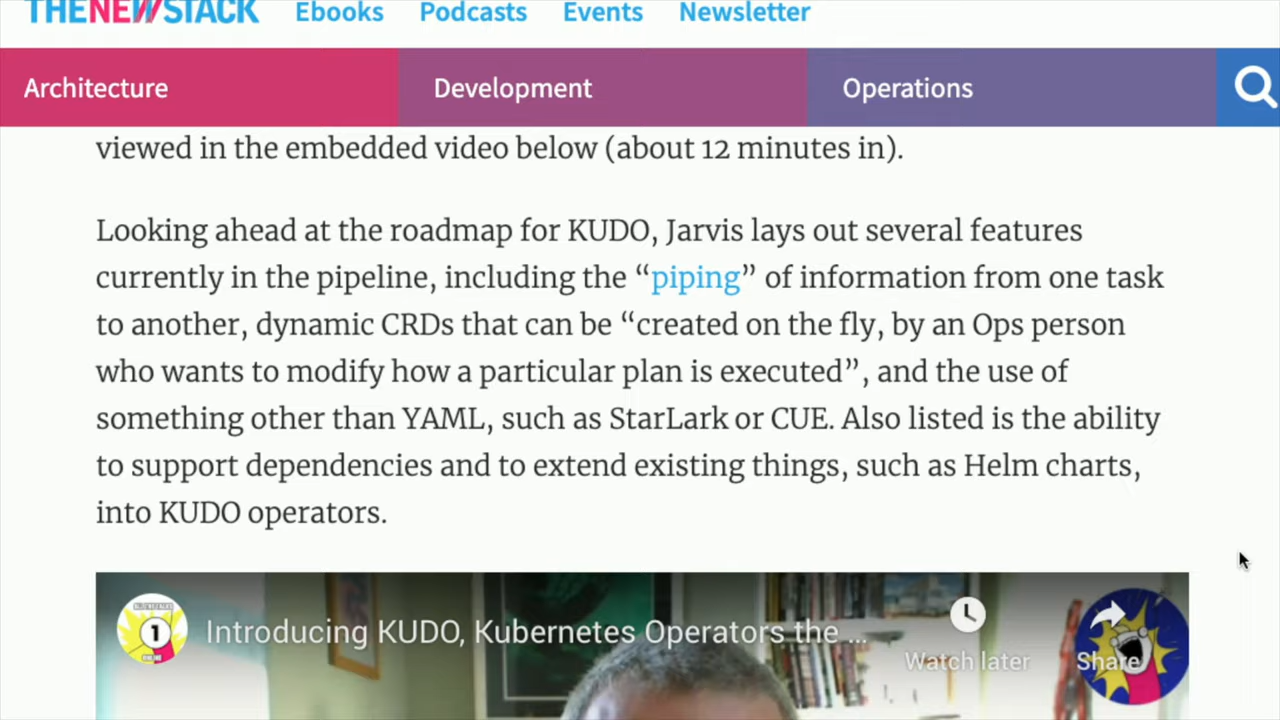 THENEWSTACK Ebooks Podcasts Events Newsletter
Architecture Development Operations
viewed in the embedded video below (about 12 minutes in).
Looking ahead at the roadmap for KUDO, Jarvis lays out several features
currently in the pipeline, including the “piping” of information from one task
to another, dynamic CRDs that can be “created on the fly, by an Ops person
who wants to modify how a particular plan is executed”, and the use of
something other than YAML, such as StarLark or CUE. Also listed is the ability
to support dependencies and to extend existing things, such as Helm charts,
into KUDO operators.
1
Introducing KUDO, Kubernetes Operators the ...
Watch later Share